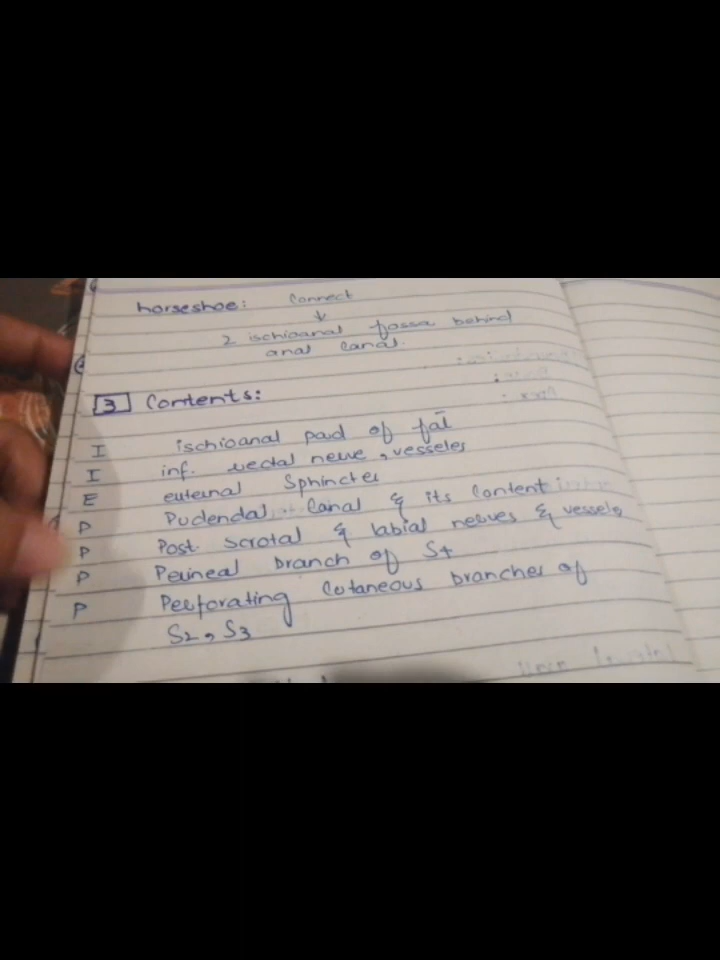 horseshoe: Connect
↓
2 ischioanal fossa behind
anal canal.
[3] Contents:
I ischioanal pad of fat
I inf. rectal nerve, vesseles
E external Sphincter
P Pudendal Canal & its Content
P Post. Scrotal & labial nerves & vessels
P Perineal branch of S4
P Perforating Cutaneous branches of
S2, S3